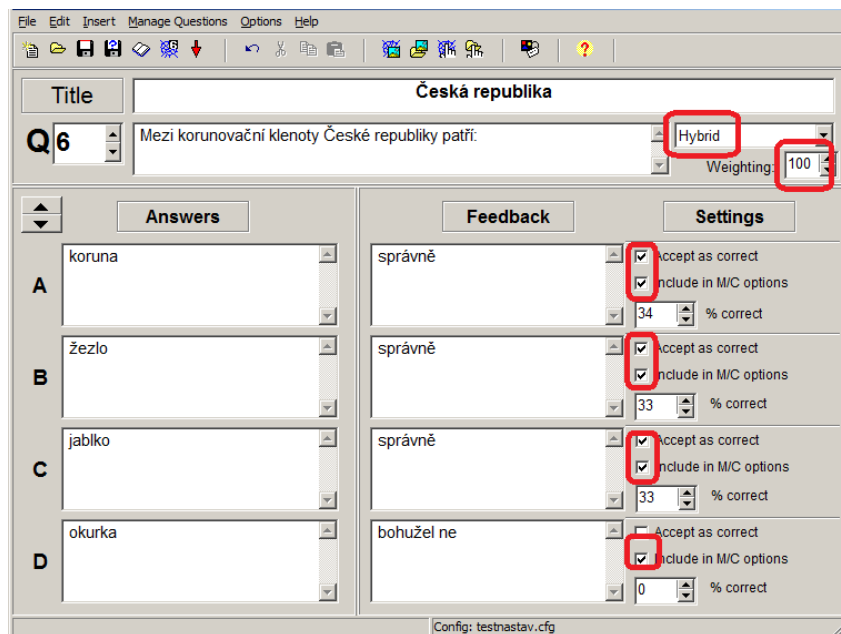 File Edit Insert Manage Questions Options Help
Title Česká republika
Q 6 Mezi korunovační klenoty České republiky patří: Hybrid
Weighting: 100
Answers Feedback Settings
A koruna správně Accept as correct
Include in M/C options
34 % correct
B žezlo správně Accept as correct
Include in M/C options
33 % correct
C jablko správně Accept as correct
Include in M/C options
33 % correct
D okurka bohužel ne Accept as correct
Include in M/C options
0 % correct
Config: testnastav.cfg